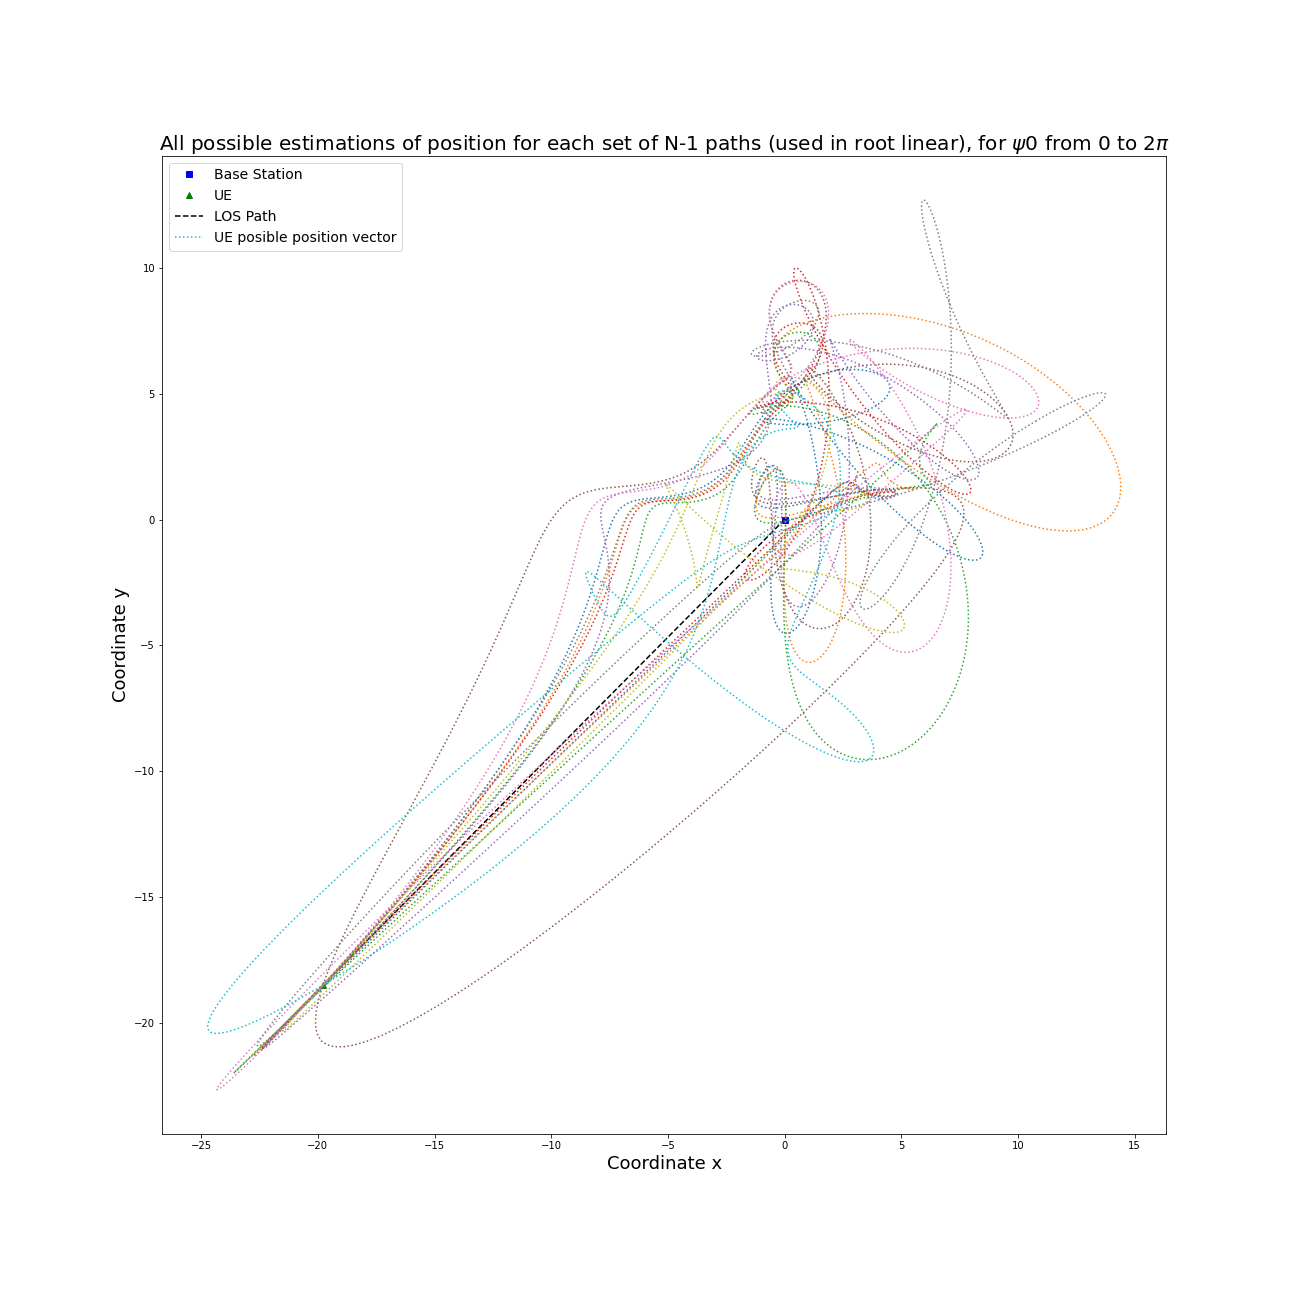 All possible estimations of position for each set of N-1 paths (used in root linear), for ψ0 from 0 to 2π
Base Station
UE
LOS Path
UE posible position vector
10
5
0
−5
−10
−15
−20
Coordinate y
−25 −20 −15 −10 −5 0 5 10 15
Coordinate x